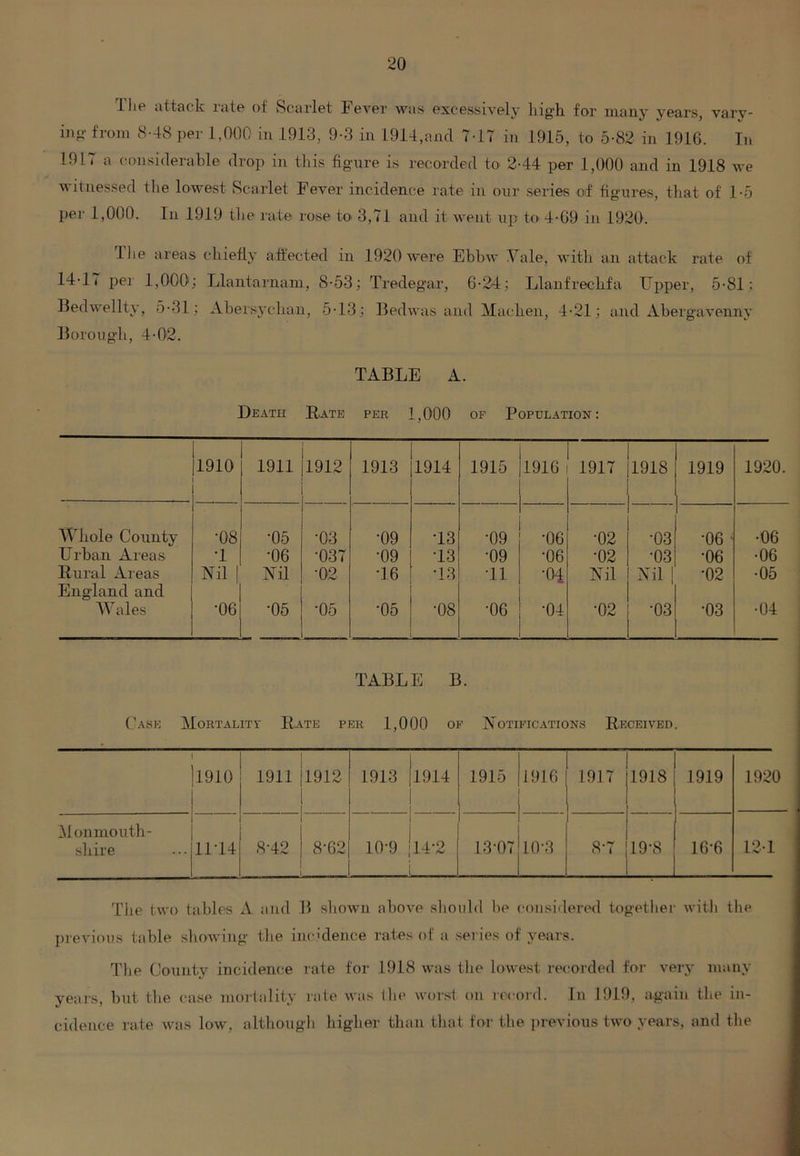 20
The attack rate of Scarlet Fever was excessively high for many years, vary-
ing from 8·48 per 1,000 in 1913, 9·3 in 1914,and 7·17 in 1915, to 5·82 in 1916. In
1917 a considerable drop in this figure is recorded to 2·44 per 1,000 and in 1918 we
witnessed the lowest Scarlet Fever incidence rate in our series of figures, that of 1·5
per 1,000. In 1919 the rate rose to 3,71 and it went up to 4·69 in 1920.
The areas chiefly affected in 1920 were Ebbw Vale, with an attack rate of
14·17 per 1,000; Llantarnam, 8·53; Tredegar, 6·24; Llanfrechfa Upper, 5·81;
Bedwellty, 5·31; Abersychan, 5·13; Bedwas and Machen, 4·21; and Abergavenny
Borough, 4·02.
TABLE A.
Death Rate per 1,000 of Population:
1910 1911 1912 1913 1914 1915 1916 1917 1918 1919 1920.
Whole County ·08 ·05 ·03 ·09 ·13 ·09 ·06 ·02 ·03 ·06 ·06
Urban Areas ·1 ·06 ·037 ·09 ·13 ·09 ·06 ·02 ·03 ·06 ·06
Rural Areas Nil Nil ·02 ·16 ·13 ·11 ·04 Nil Nil ·02 ·05
England and
Wales ·06 ·05 ·05 ·05 ·08 ·06 ·04 ·02 ·03 ·03 ·04
TABLE B.
Case Mortality Rate per 1,000 of Notifications Received.
1910 1911 1912 1913 1914 1915 1916 1917 1918 1919 1920
Monmouth-
shire ... 11·14 8·42 8·62 10·9 14·2 13·07 10·3 8·7 19·8 16·6 12·1
The two tables A and B shown above should be considered together with the
previous table showing the incidence rates of a series of years.
The County incidence rate for 1918 was the lowest recorded for very many
years, but the case mortality rate was the worst on record. In 1919, again the in-
cidence rate was low, although higher than that for the previous two years, and the